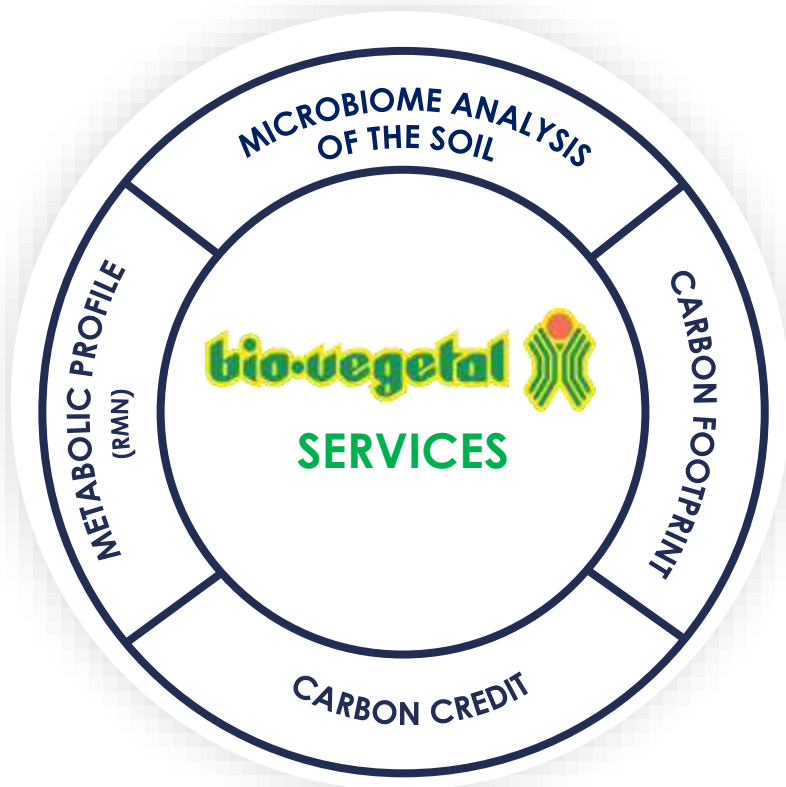 MICROBIOME ANALYSIS
OF THE SOIL
CARBON FOOTPRINT
CARBON CREDIT
METABOLIC PROFILE
(RMN)
bio•vegetal
SERVICES